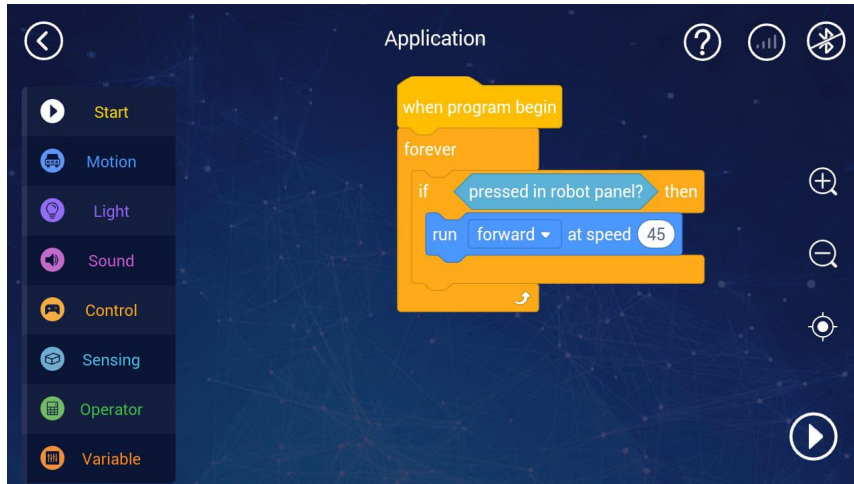 Application
Start
Motion
Light
Sound
Control
Sensing
Operator
Variable
when program begin
forever
if pressed in robot panel? then
run forward at speed 45